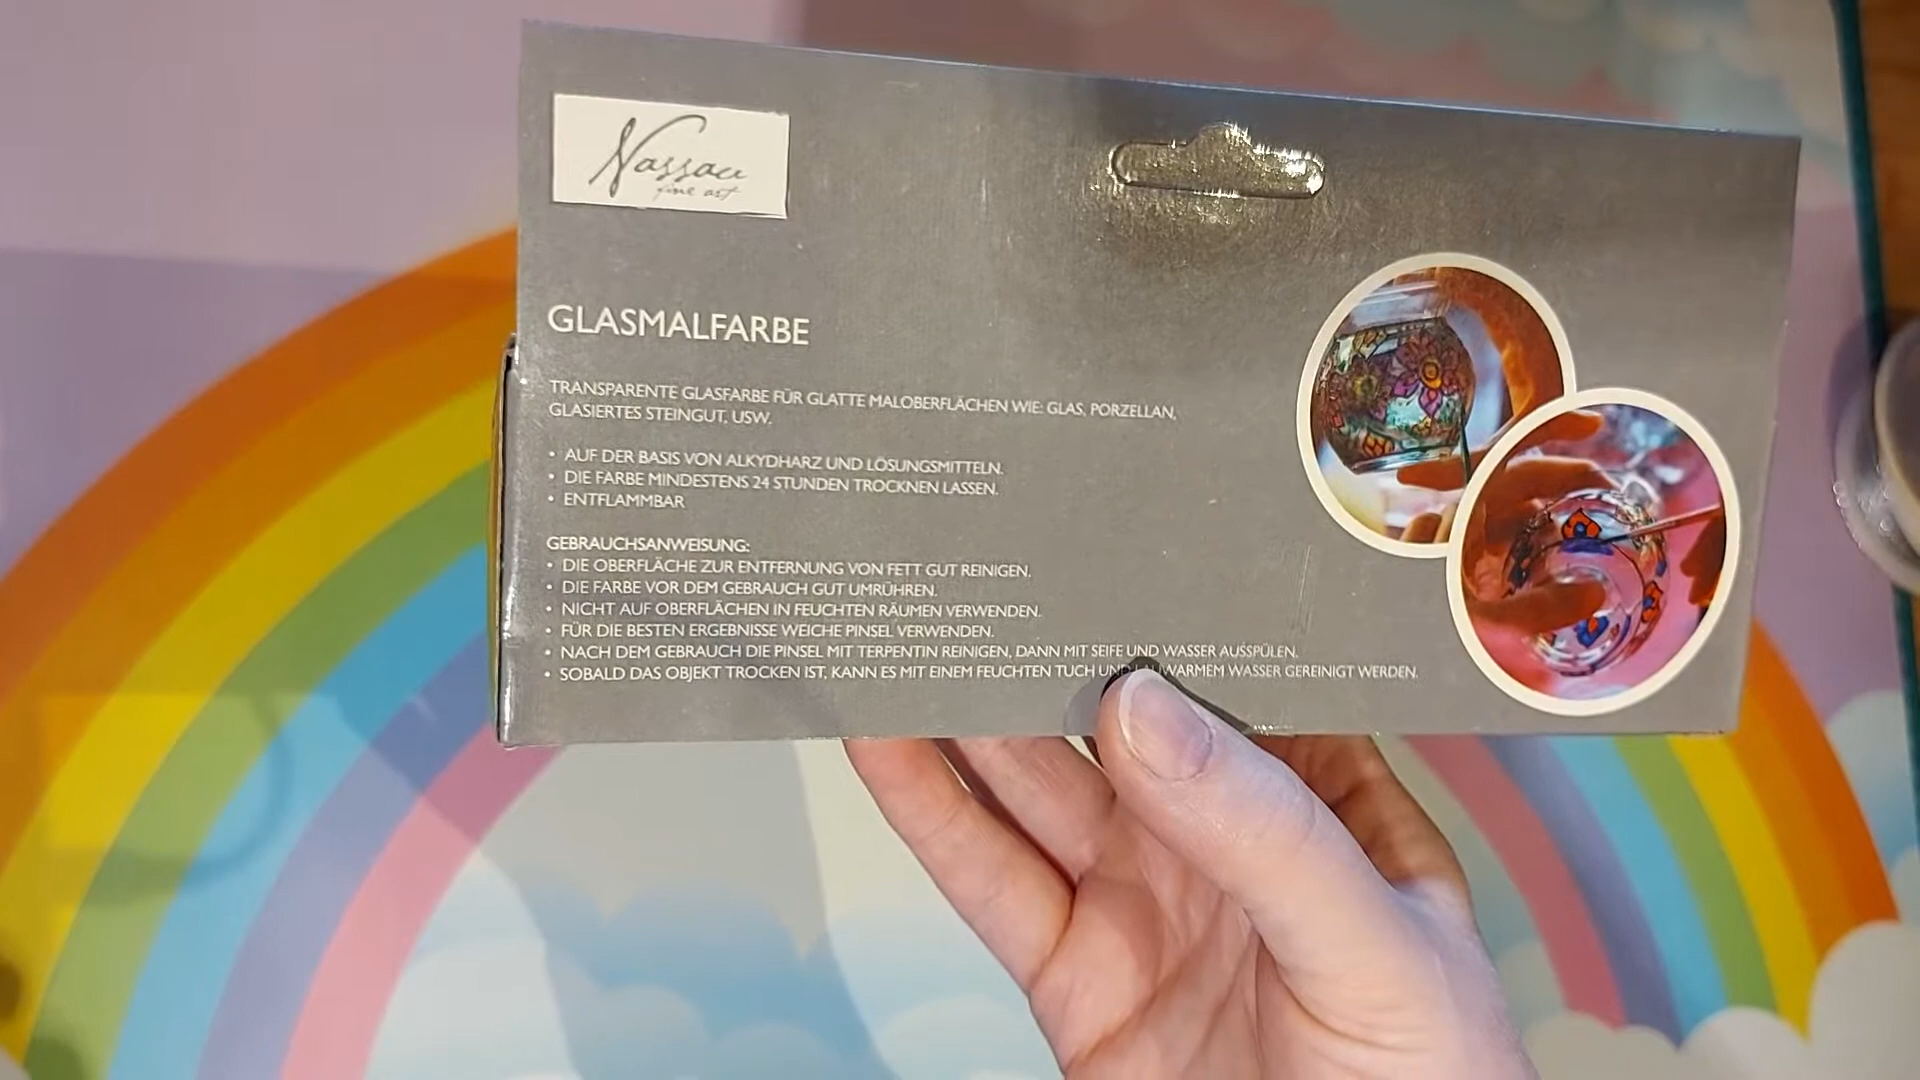 Nassau
fine art
GLASMALFARBE
TRANSPARENTE GLASFARBE FÜR GLATTE MALOBERFLÄCHEN WIE: GLAS, PORZELLAN,
GLASIERTES STEINGUT, USW.
• AUF DER BASIS VON ALKYDHARZ UND LÖSUNGSMITTELN.
• DIE FARBE MINDESTENS 24 STUNDEN TROCKNEN LASSEN.
• ENTFLAMMBAR
GEBRAUCHSANWEISUNG:
• DIE OBERFLÄCHE ZUR ENTFERNUNG VON FETT GUT REINIGEN.
• DIE FARBE VOR DEM GEBRAUCH GUT UMRÜHREN.
• NICHT AUF OBERFLÄCHEN IN FEUCHTEN RÄUMEN VERWENDEN.
• FÜR DIE BESTEN ERGEBNISSE WEICHE PINSEL VERWENDEN.
• NACH DEM GEBRAUCH DIE PINSEL MIT TERPENTIN REINIGEN, DANN MIT SEIFE UND WASSER AUSSPÜLEN.
• SOBALD DAS OBJEKT TROCKEN IST, KANN ES MIT EINEM FEUCHTEN TUCH UND LAUWARMEM WASSER GEREINIGT WERDEN.